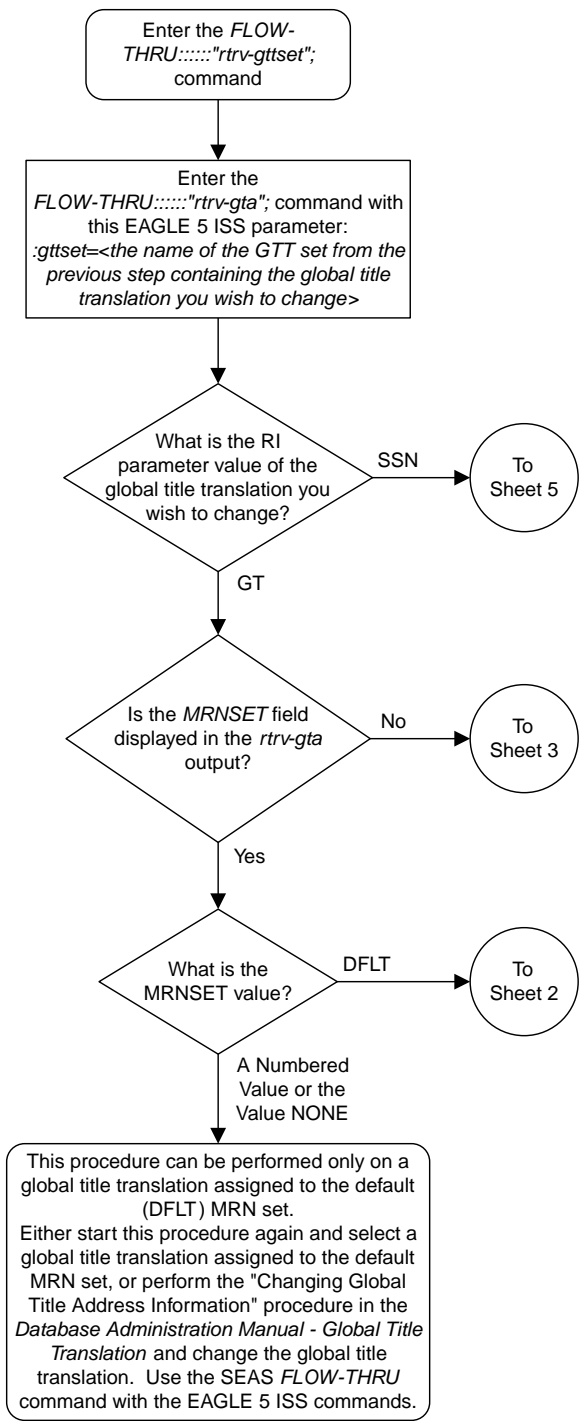 Enter the FLOW-
THRU::::::"rtrv-gttset";
command
Enter the
FLOW-THRU::::::"rtrv-gta"; command with
this EAGLE 5 ISS parameter:
:gttset=<the name of the GTT set from the
previous step containing the global title
translation you wish to change>
What is the RI
parameter value of the
global title translation you
wish to change?
SSN
To
Sheet 5
GT
Is the MRNSET field
displayed in the rtrv-gta
output?
No
To
Sheet 3
Yes
What is the
MRNSET value?
DFLT
To
Sheet 2
A Numbered
Value or the
Value NONE
This procedure can be performed only on a
global title translation assigned to the default
(DFLT) MRN set.
Either start this procedure again and select a
global title translation assigned to the default
MRN set, or perform the "Changing Global
Title Address Information" procedure in the
Database Administration Manual - Global Title
Translation and change the global title
translation.  Use the SEAS FLOW-THRU
command with the EAGLE 5 ISS commands.